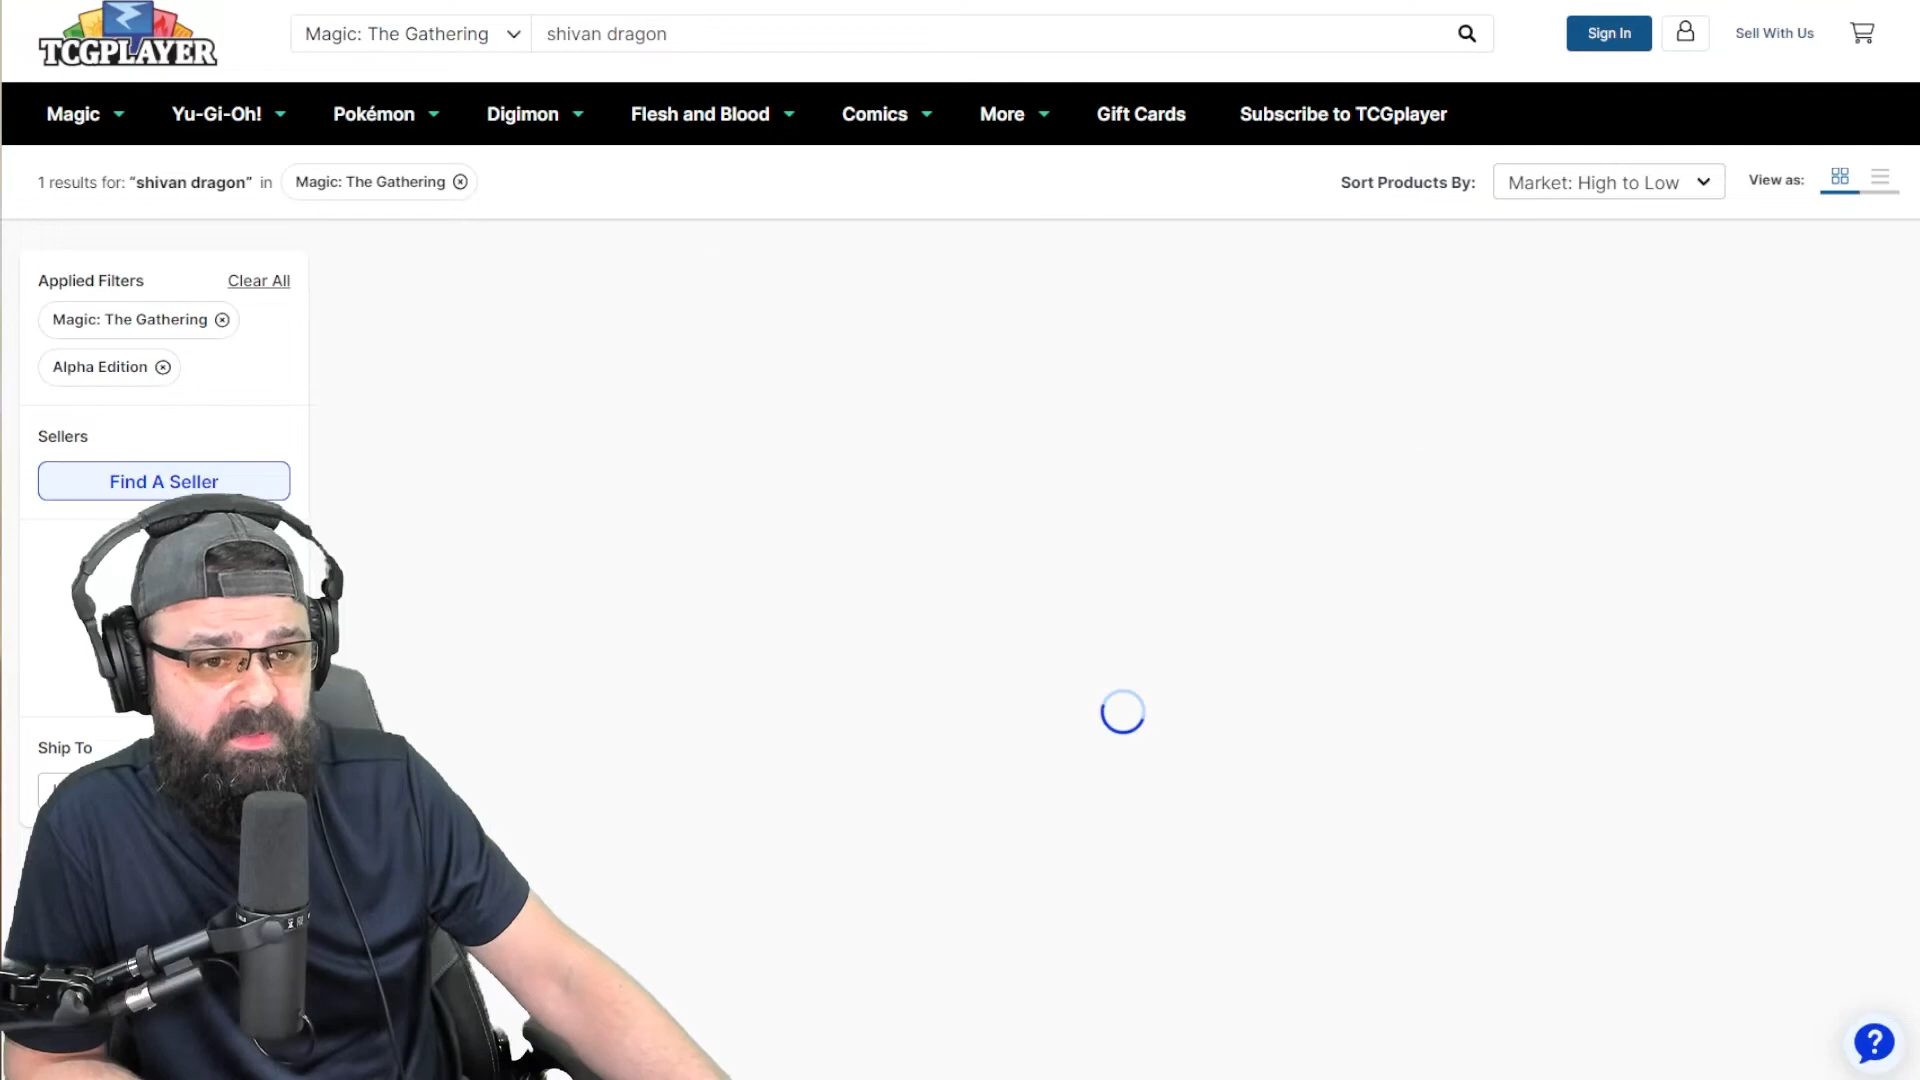 TCGPLAYER
Magic: The Gathering
shivan dragon
Sign In
Sell With Us
Magic
Yu-Gi-Oh!
Pokémon
Digimon
Flesh and Blood
Comics
More
Gift Cards
Subscribe to TCGplayer
1 results for: “shivan dragon” in
Magic: The Gathering
Sort Products By:
Market: High to Low
View as:
Applied Filters
Clear All
Magic: The Gathering
Alpha Edition
Sellers
Find A Seller
Ship To
?